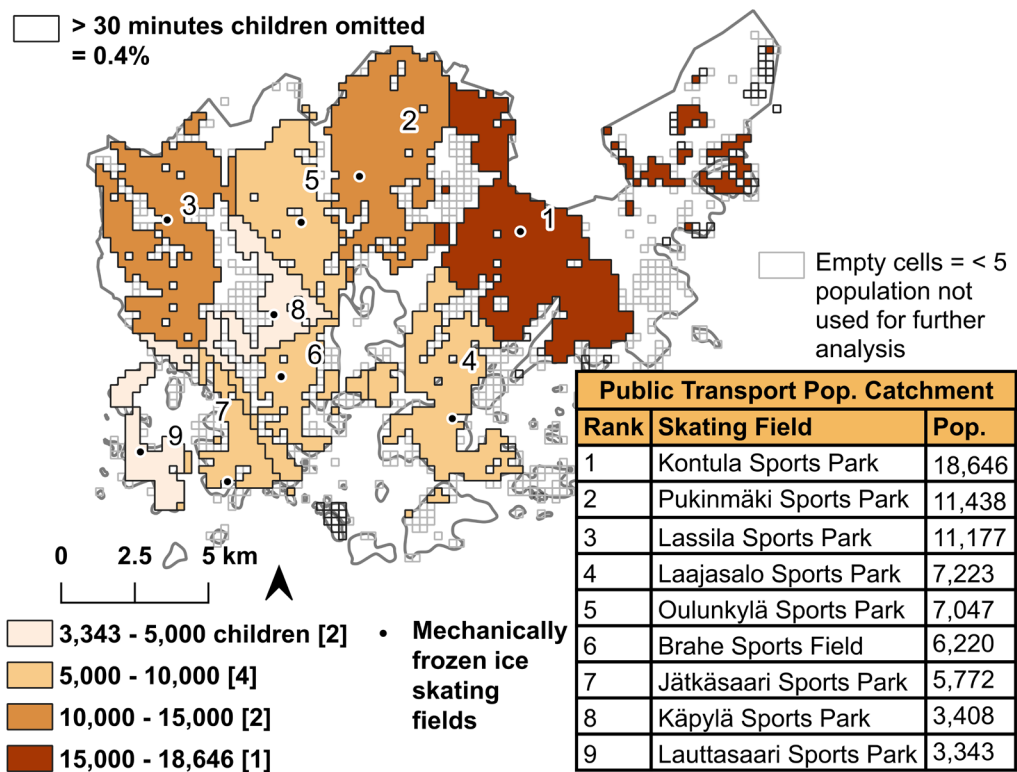 > 30 minutes children omitted
= 0.4%
2
5
3
1
Empty cells = < 5
population not
used for further
analysis
8
6
4
7
9
Public Transport Pop. Catchment
Rank Skating Field Pop.
1 Kontula Sports Park 18,646
2 Pukinmäki Sports Park 11,438
3 Lassila Sports Park 11,177
4 Laajasalo Sports Park 7,223
5 Oulunkylä Sports Park 7,047
6 Brahe Sports Field 6,220
7 Jätkäsaari Sports Park 5,772
8 Käpylä Sports Park 3,408
9 Lauttasaari Sports Park 3,343
0 2.5 5 km
3,343 - 5,000 children [2]
5,000 - 10,000 [4]
10,000 - 15,000 [2]
15,000 - 18,646 [1]
Mechanically
frozen ice
skating
fields